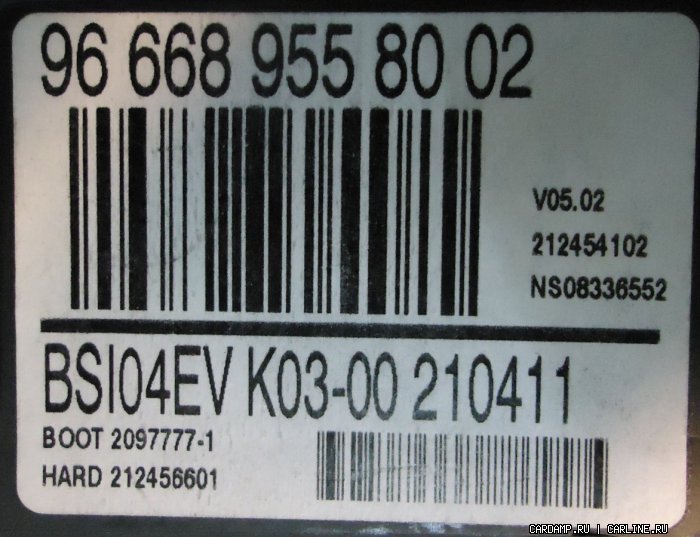 96 668 955 80 02
V05.02
212454102
NS08336552
BSI04EV K03-00 210411
BOOT 2097777-1
HARD 212456601
CARDAMP.RU | CARLINE.RU